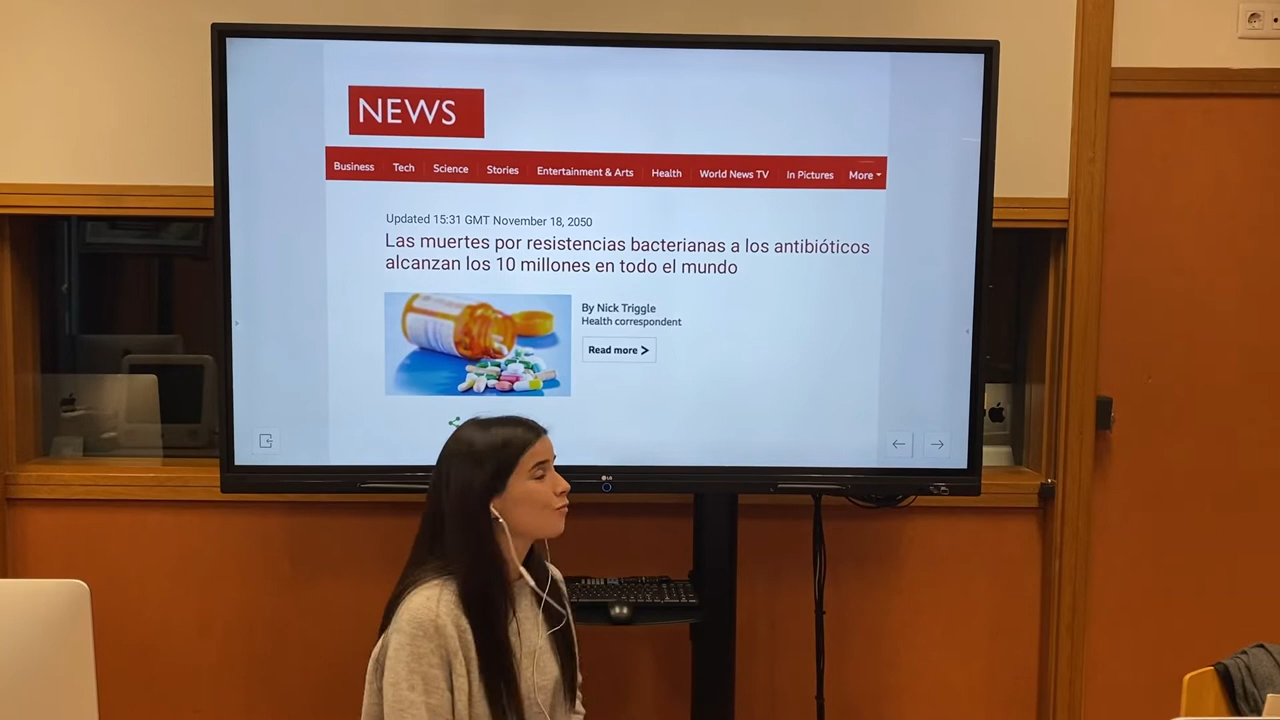 NEWS
Business Tech Science Stories Entertainment & Arts Health World News TV In Pictures More
Updated 15:31 GMT November 18, 2050
Las muertes por resistencias bacterianas a los antibióticos
alcanzan los 10 millones en todo el mundo
By Nick Triggle
Health correspondent
Read more >
LG